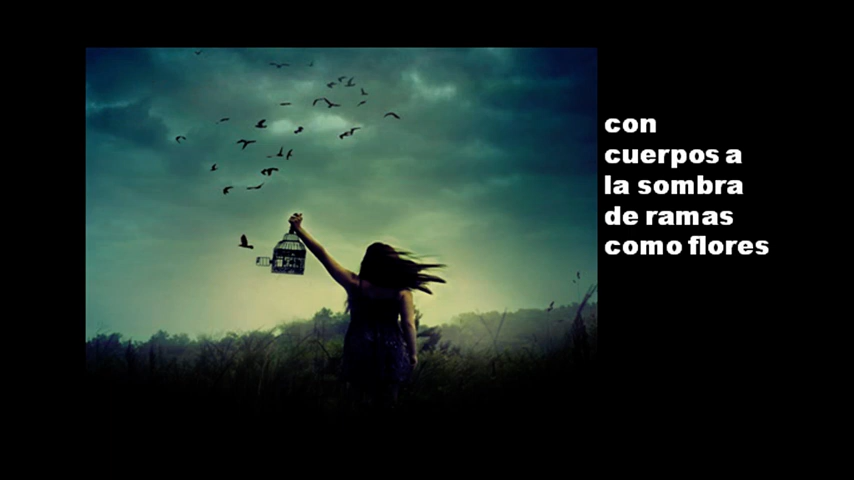 con
cuerpos a
la sombra
de ramas
como flores